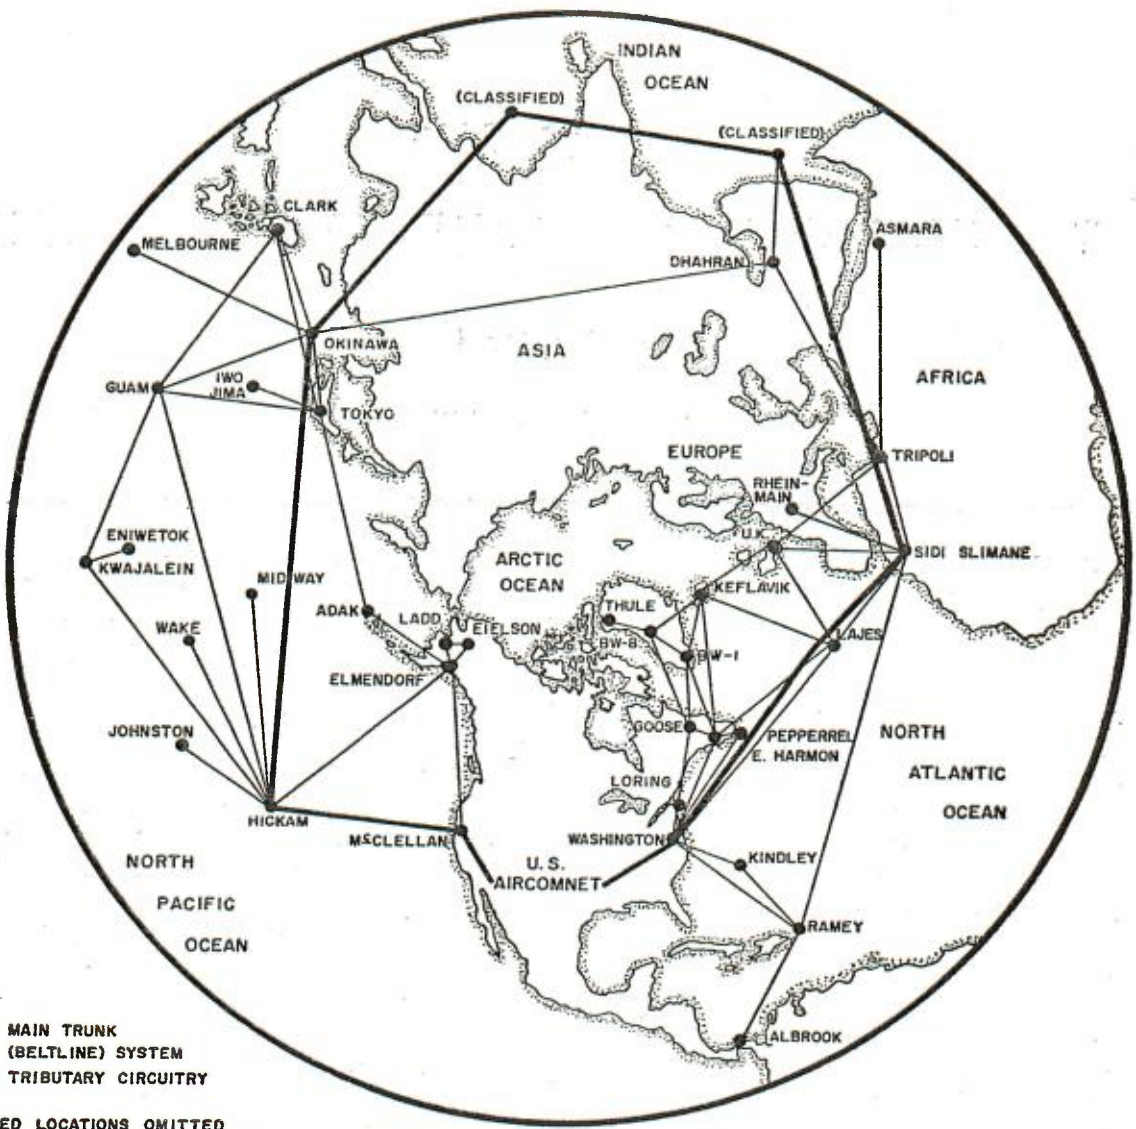 INDIAN
OCEAN
(CLASSIFIED)
(CLASSIFIED)
CLARK
MELBOURNE
ASMARA
DHAHRAN
OKINAWA
ASIA
GUAM
IWO
JIMA
TOKYO
AFRICA
EUROPE
TRIPOLI
RHEIN-
MAIN
U.K.
ENIWETOK
KWAJALEIN
ARCTIC
OCEAN
SIDI SLIMANE
MIDWAY
KEFLAVIK
ADAK
LADD
EIELSON
THULE
WAKE
BW-8
BW-1
LAJES
ELMENDORF
JOHNSTON
GOOSE
PEPPERREL
E. HARMON
NORTH
ATLANTIC
OCEAN
LORING
HICKAM
McCLELLAN
WASHINGTON
U.S.
AIRCOMNET
KINDLEY
NORTH
PACIFIC
OCEAN
RAMEY
ALBROOK
MAIN TRUNK
(BELTLINE) SYSTEM
TRIBUTARY CIRCUITRY
ED LOCATIONS OMITTED